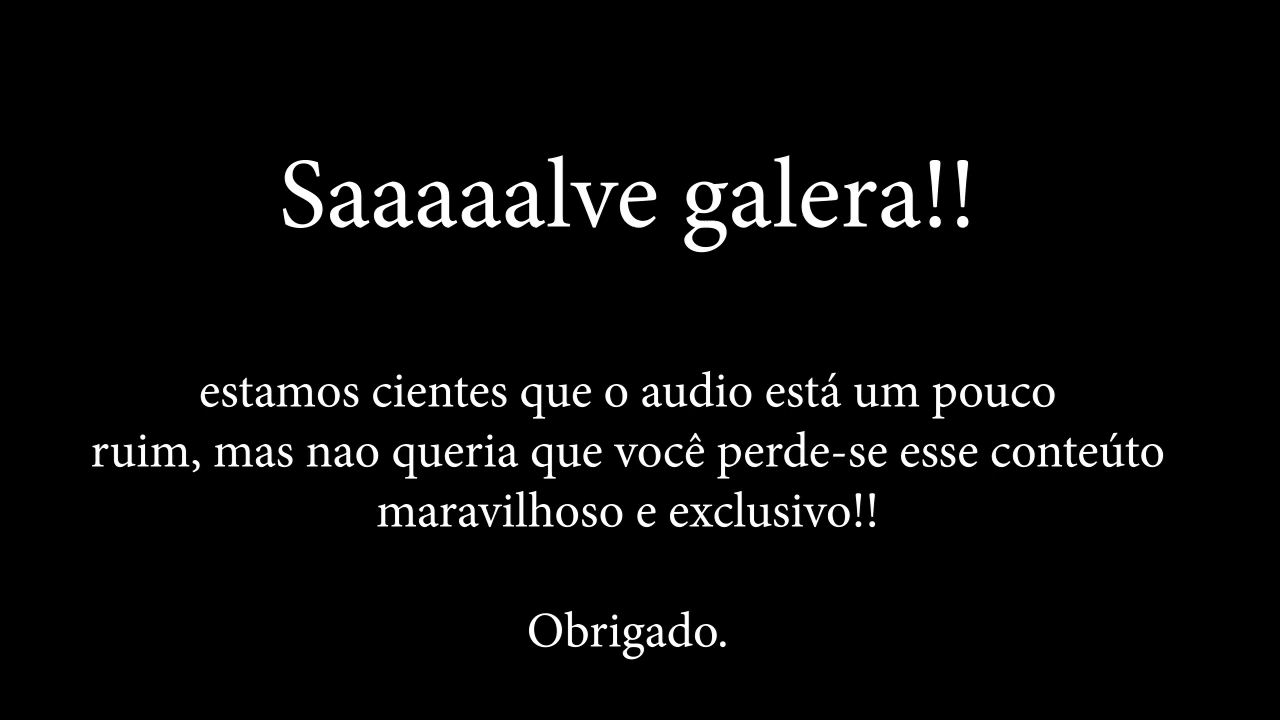 Saaaaalve galera!!
estamos cientes que o audio está um pouco
ruim, mas nao queria que você perde-se esse conteúto
maravilhoso e exclusivo!!
Obrigado.